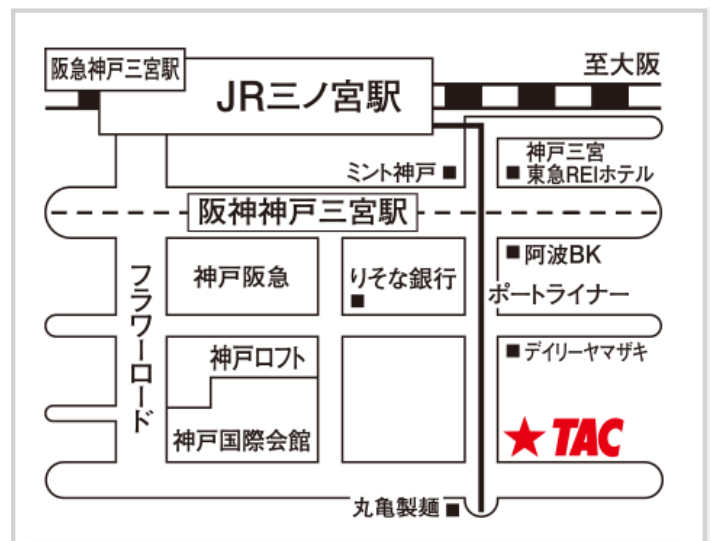 阪急神戸三宮駅
JR三ノ宮駅
至大阪
ミント神戸
神戸三宮
東急REIホテル
阪神神戸三宮駅
フラワーロード
神戸阪急
りそな銀行
阿波BK
ポートライナー
神戸ロフト
デイリーヤマザキ
神戸国際会館
TAC
丸亀製麺